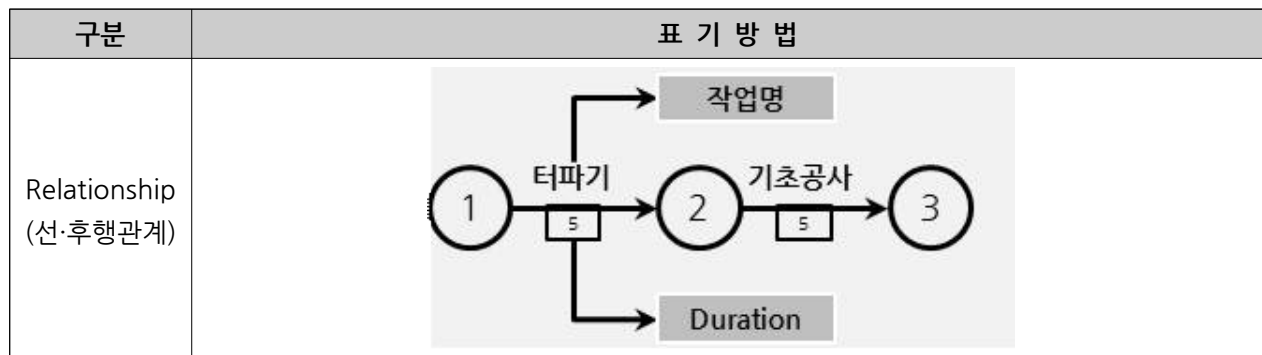 구분
표 기 방 법
Relationship
(선·후행관계)
작업명
터파기
기초공사
1
2
3
5
5
Duration